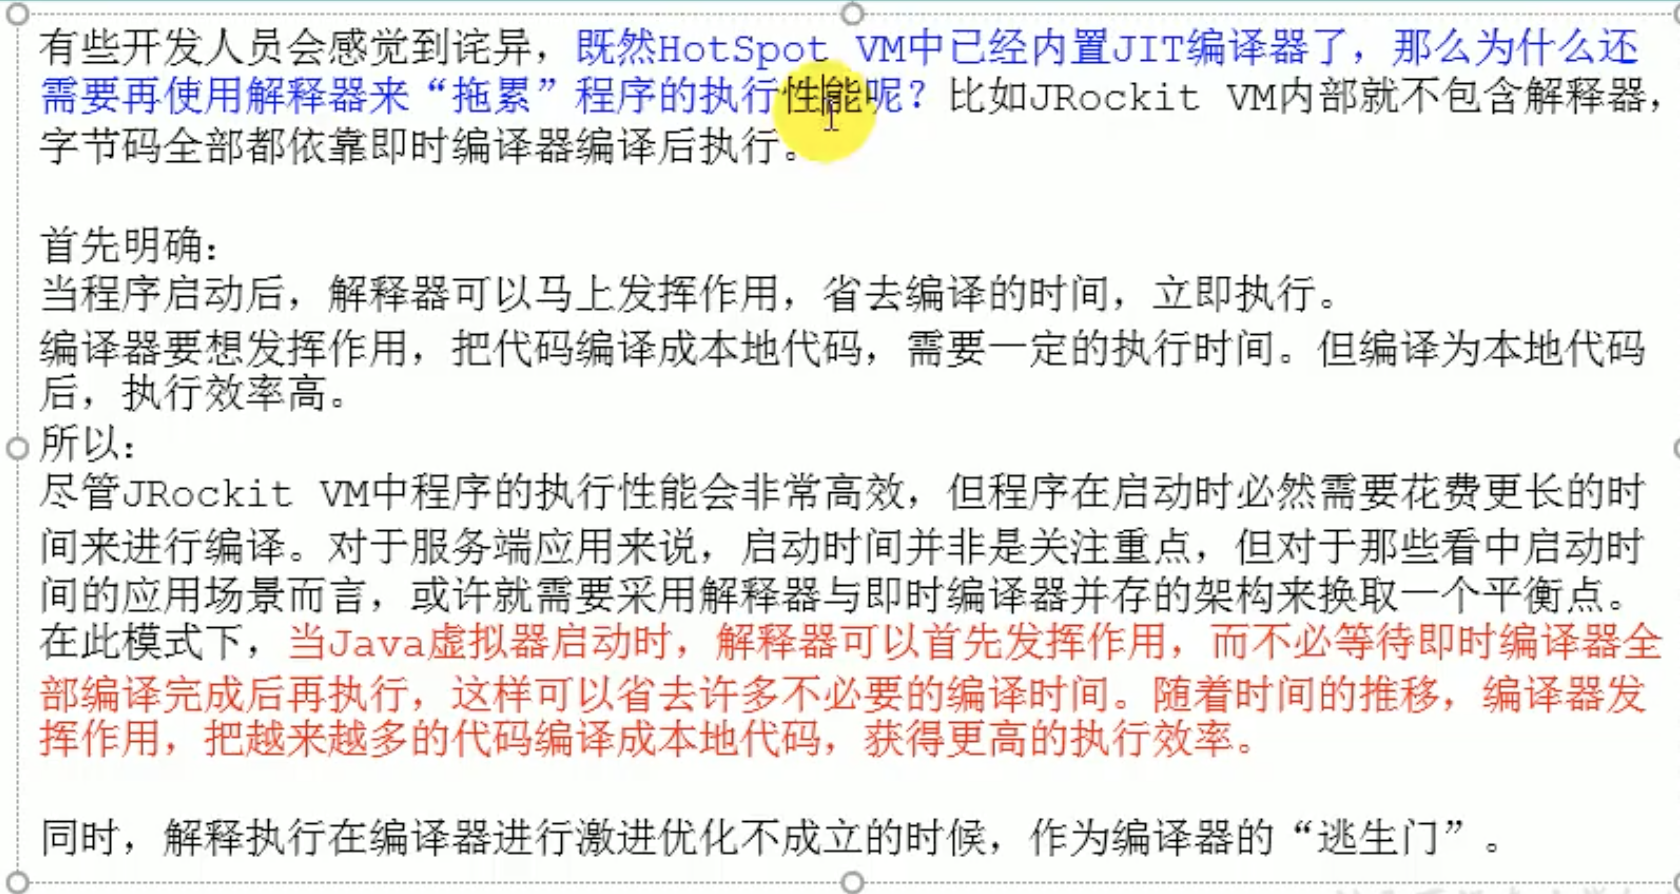 有些开发人员会感觉到诧异，既然HotSpot VM中已经内置JIT编译器了，那么为什么还
需要再使用解释器来“拖累”程序的执行性能呢？比如JRockit VM内部就不包含解释器，
字节码全部都依靠即时编译器编译后执行。
首先明确：
当程序启动后，解释器可以马上发挥作用，省去编译的时间，立即执行。
编译器要想发挥作用，把代码编译成本地代码，需要一定的执行时间。但编译为本地代码
后，执行效率高。
所以：
尽管JRockit VM中程序的执行性能会非常高效，但程序在启动时必然需要花费更长的时
间来进行编译。对于服务端应用来说，启动时间并非是关注重点，但对于那些看中启动时
间的应用场景而言，或许就需要采用解释器与即时编译器并存的架构来换取一个平衡点。
在此模式下，当Java虚拟器启动时，解释器可以首先发挥作用，而不必等待即时编译器全
部编译完成后再执行，这样可以省去许多不必要的编译时间。随着时间的推移，编译器发
挥作用，把越来越多的代码编译成本地代码，获得更高的执行效率。
同时，解释执行在编译器进行激进优化不成立的时候，作为编译器的“逃生门”。